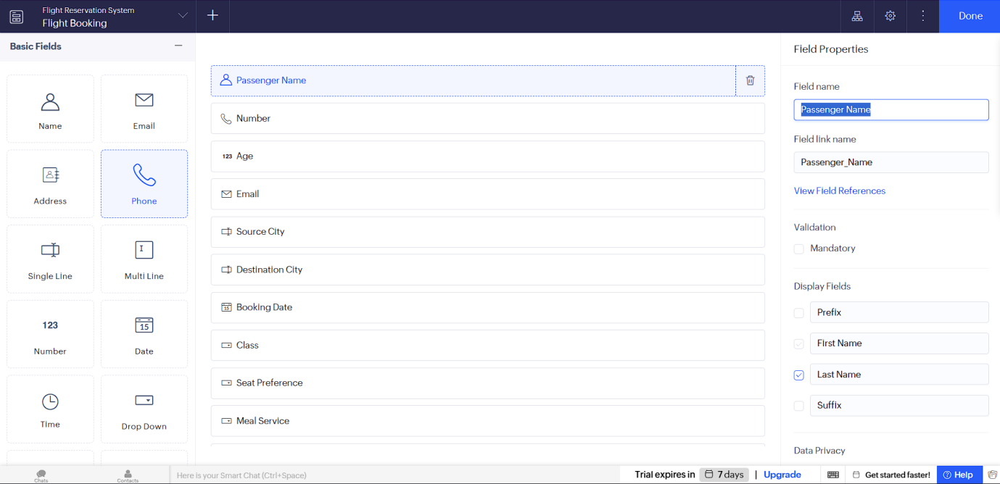 Flight Reservation System
Flight Booking
Done
Basic Fields
Name
Email
Address
Phone
Single Line
Multi Line
123
Number
15
Date
Time
Drop Down
Passenger Name
Number
123 Age
Email
Source City
Destination City
15 Booking Date
Class
Seat Preference
Meal Service
Field Properties
Field name
Passenger Name
Field link name
Passenger_Name
View Field References
Validation
Mandatory
Display Fields
Prefix
First Name
Last Name
Suffix
Data Privacy
Chats
Contacts
Here is your Smart Chat (Ctrl+Space)
Trial expires in 7 days | Upgrade
Get started faster!
Help